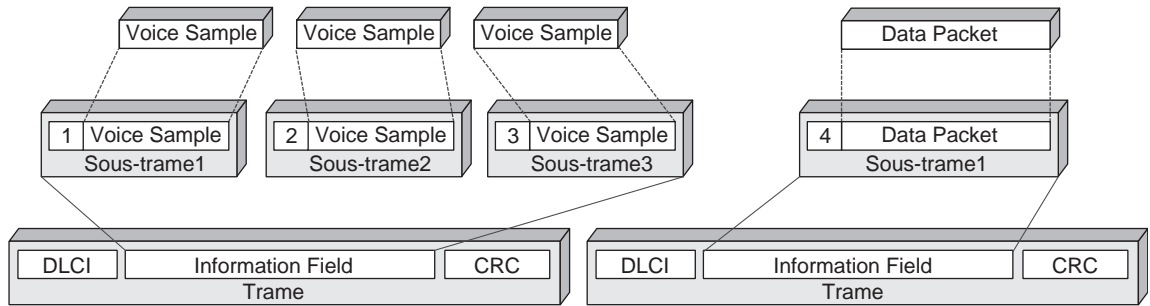 Voice Sample Voice Sample Voice Sample Data Packet
1 Voice Sample 2 Voice Sample 3 Voice Sample 4 Data Packet
Sous-trame1 Sous-trame2 Sous-trame3 Sous-trame1
DLCI Information Field CRC DLCI Information Field CRC
Trame Trame